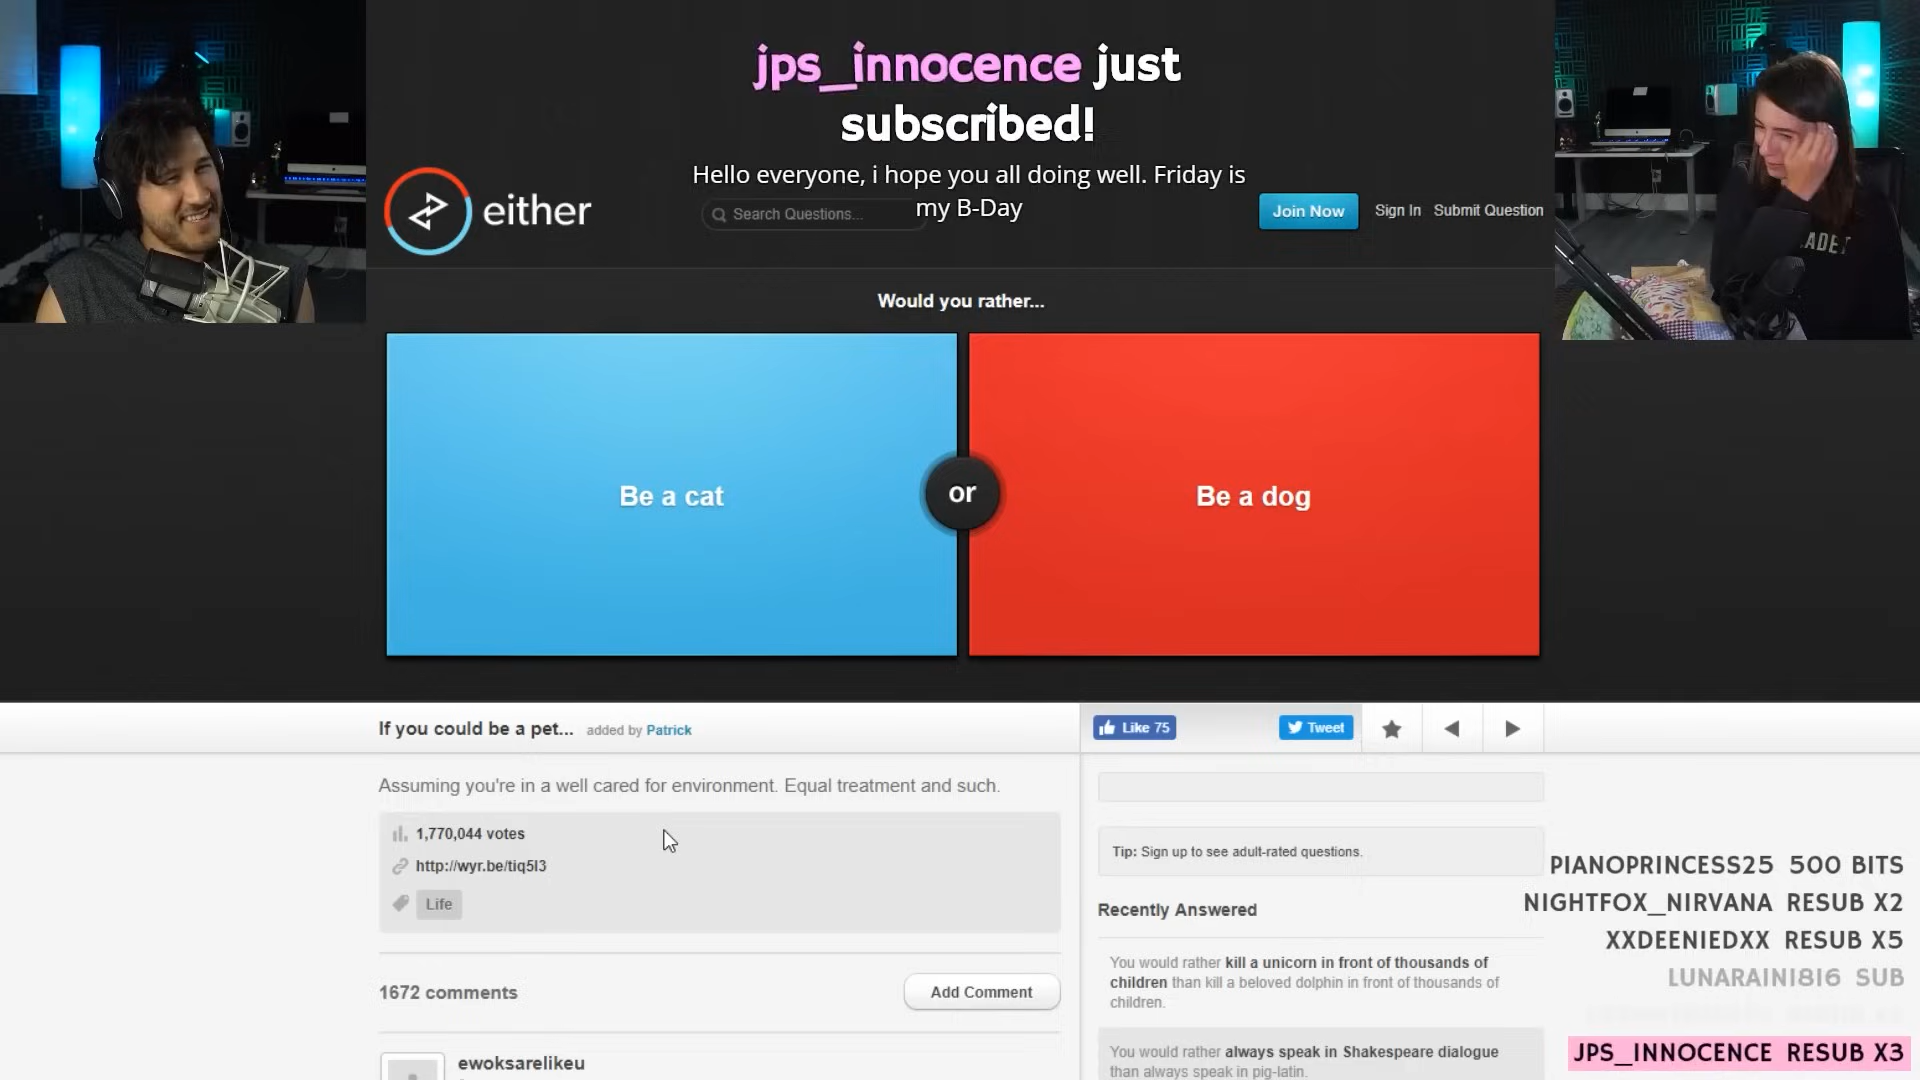 jps_innocence just
subscribed!
Hello everyone, i hope you all doing well. Friday is
my B-Day
either
Search Questions...
Join Now
Sign In
Submit Question
ADET
Would you rather...
Be a cat
or
Be a dog
If you could be a pet... added by Patrick
Like 75
Tweet
Assuming you're in a well cared for environment. Equal treatment and such.
1,770,044 votes
http://wyr.be/tiq5l3
Life
1672 comments
Add Comment
ewoksarelikeu
Tip: Sign up to see adult-rated questions.
Recently Answered
You would rather kill a unicorn in front of thousands of
children than kill a beloved dolphin in front of thousands of
children.
You would rather always speak in Shakespeare dialogue
than always speak in pig-latin.
PIANOPRINCESS25 500 BITS
NIGHTFOX_NIRVANA RESUB X2
XXDEENIEDXX RESUB X5
LUNARAIN1816 SUB
JPS_INNOCENCE RESUB X3